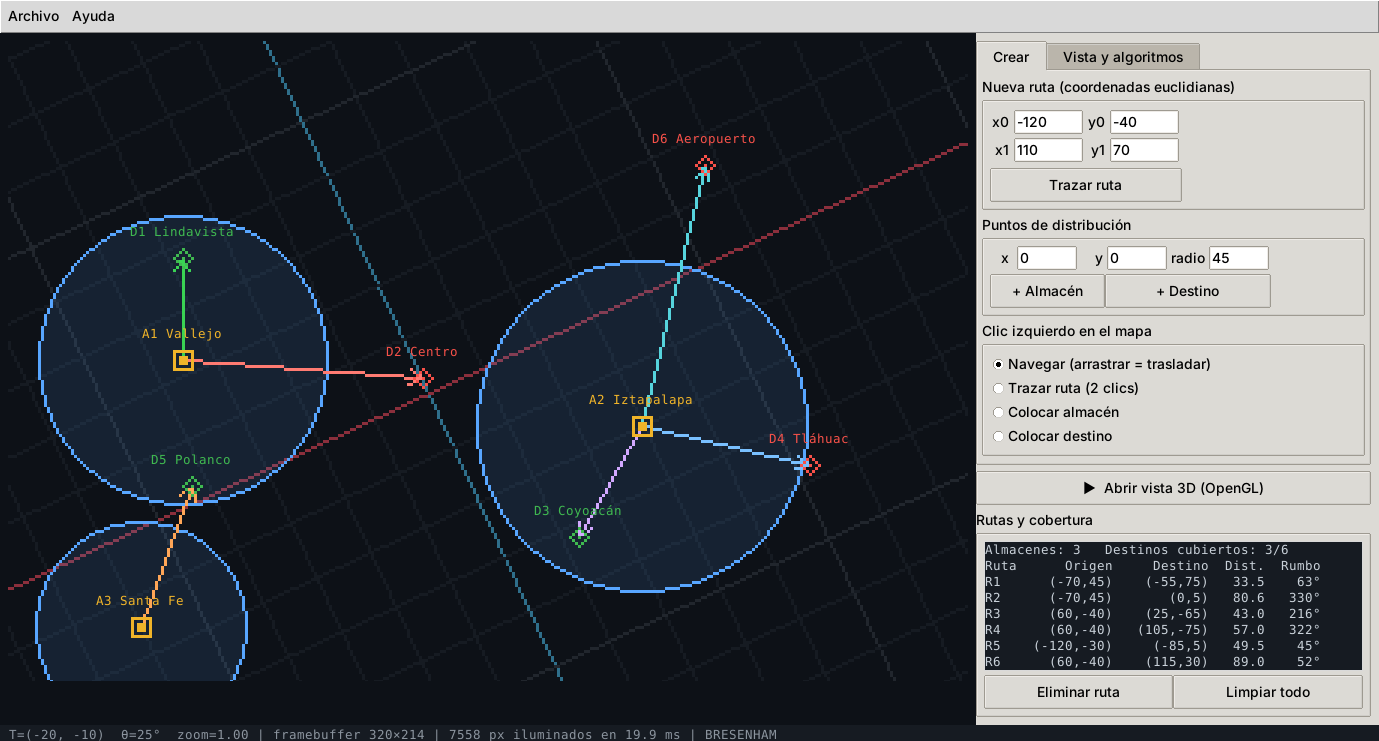 Archivo Ayuda
D6 Aeropuerto
D1 Lindavista
A1 Vallejo
D2 Centro
A2 Iztapalapa
D4 Tláhuac
D5 Polanco
D3 Coyoacán
A3 Santa Fe
Crear Vista y algoritmos
Nueva ruta (coordenadas euclidianas)
x0 -120 y0 -40
x1 110 y1 70
Trazar ruta
Puntos de distribución
x 0 y 0 radio 45
+ Almacén + Destino
Clic izquierdo en el mapa
Navegar (arrastrar = trasladar)
Trazar ruta (2 clics)
Colocar almacén
Colocar destino
▶ Abrir vista 3D (OpenGL)
Rutas y cobertura
Almacenes: 3 Destinos cubiertos: 3/6
Ruta Origen Destino Dist. Rumbo
R1 (-70,45) (-55,75) 33.5 63°
R2 (-70,45) (0,5) 80.6 330°
R3 (60,-40) (25,-65) 43.0 216°
R4 (60,-40) (105,-75) 57.0 322°
R5 (-120,-30) (-85,5) 49.5 45°
R6 (60,-40) (115,30) 89.0 52°
Eliminar ruta Limpiar todo
T=(-20, -10) θ=25° zoom=1.00 | framebuffer 320×214 | 7558 px iluminados en 19.9 ms | BRESENHAM